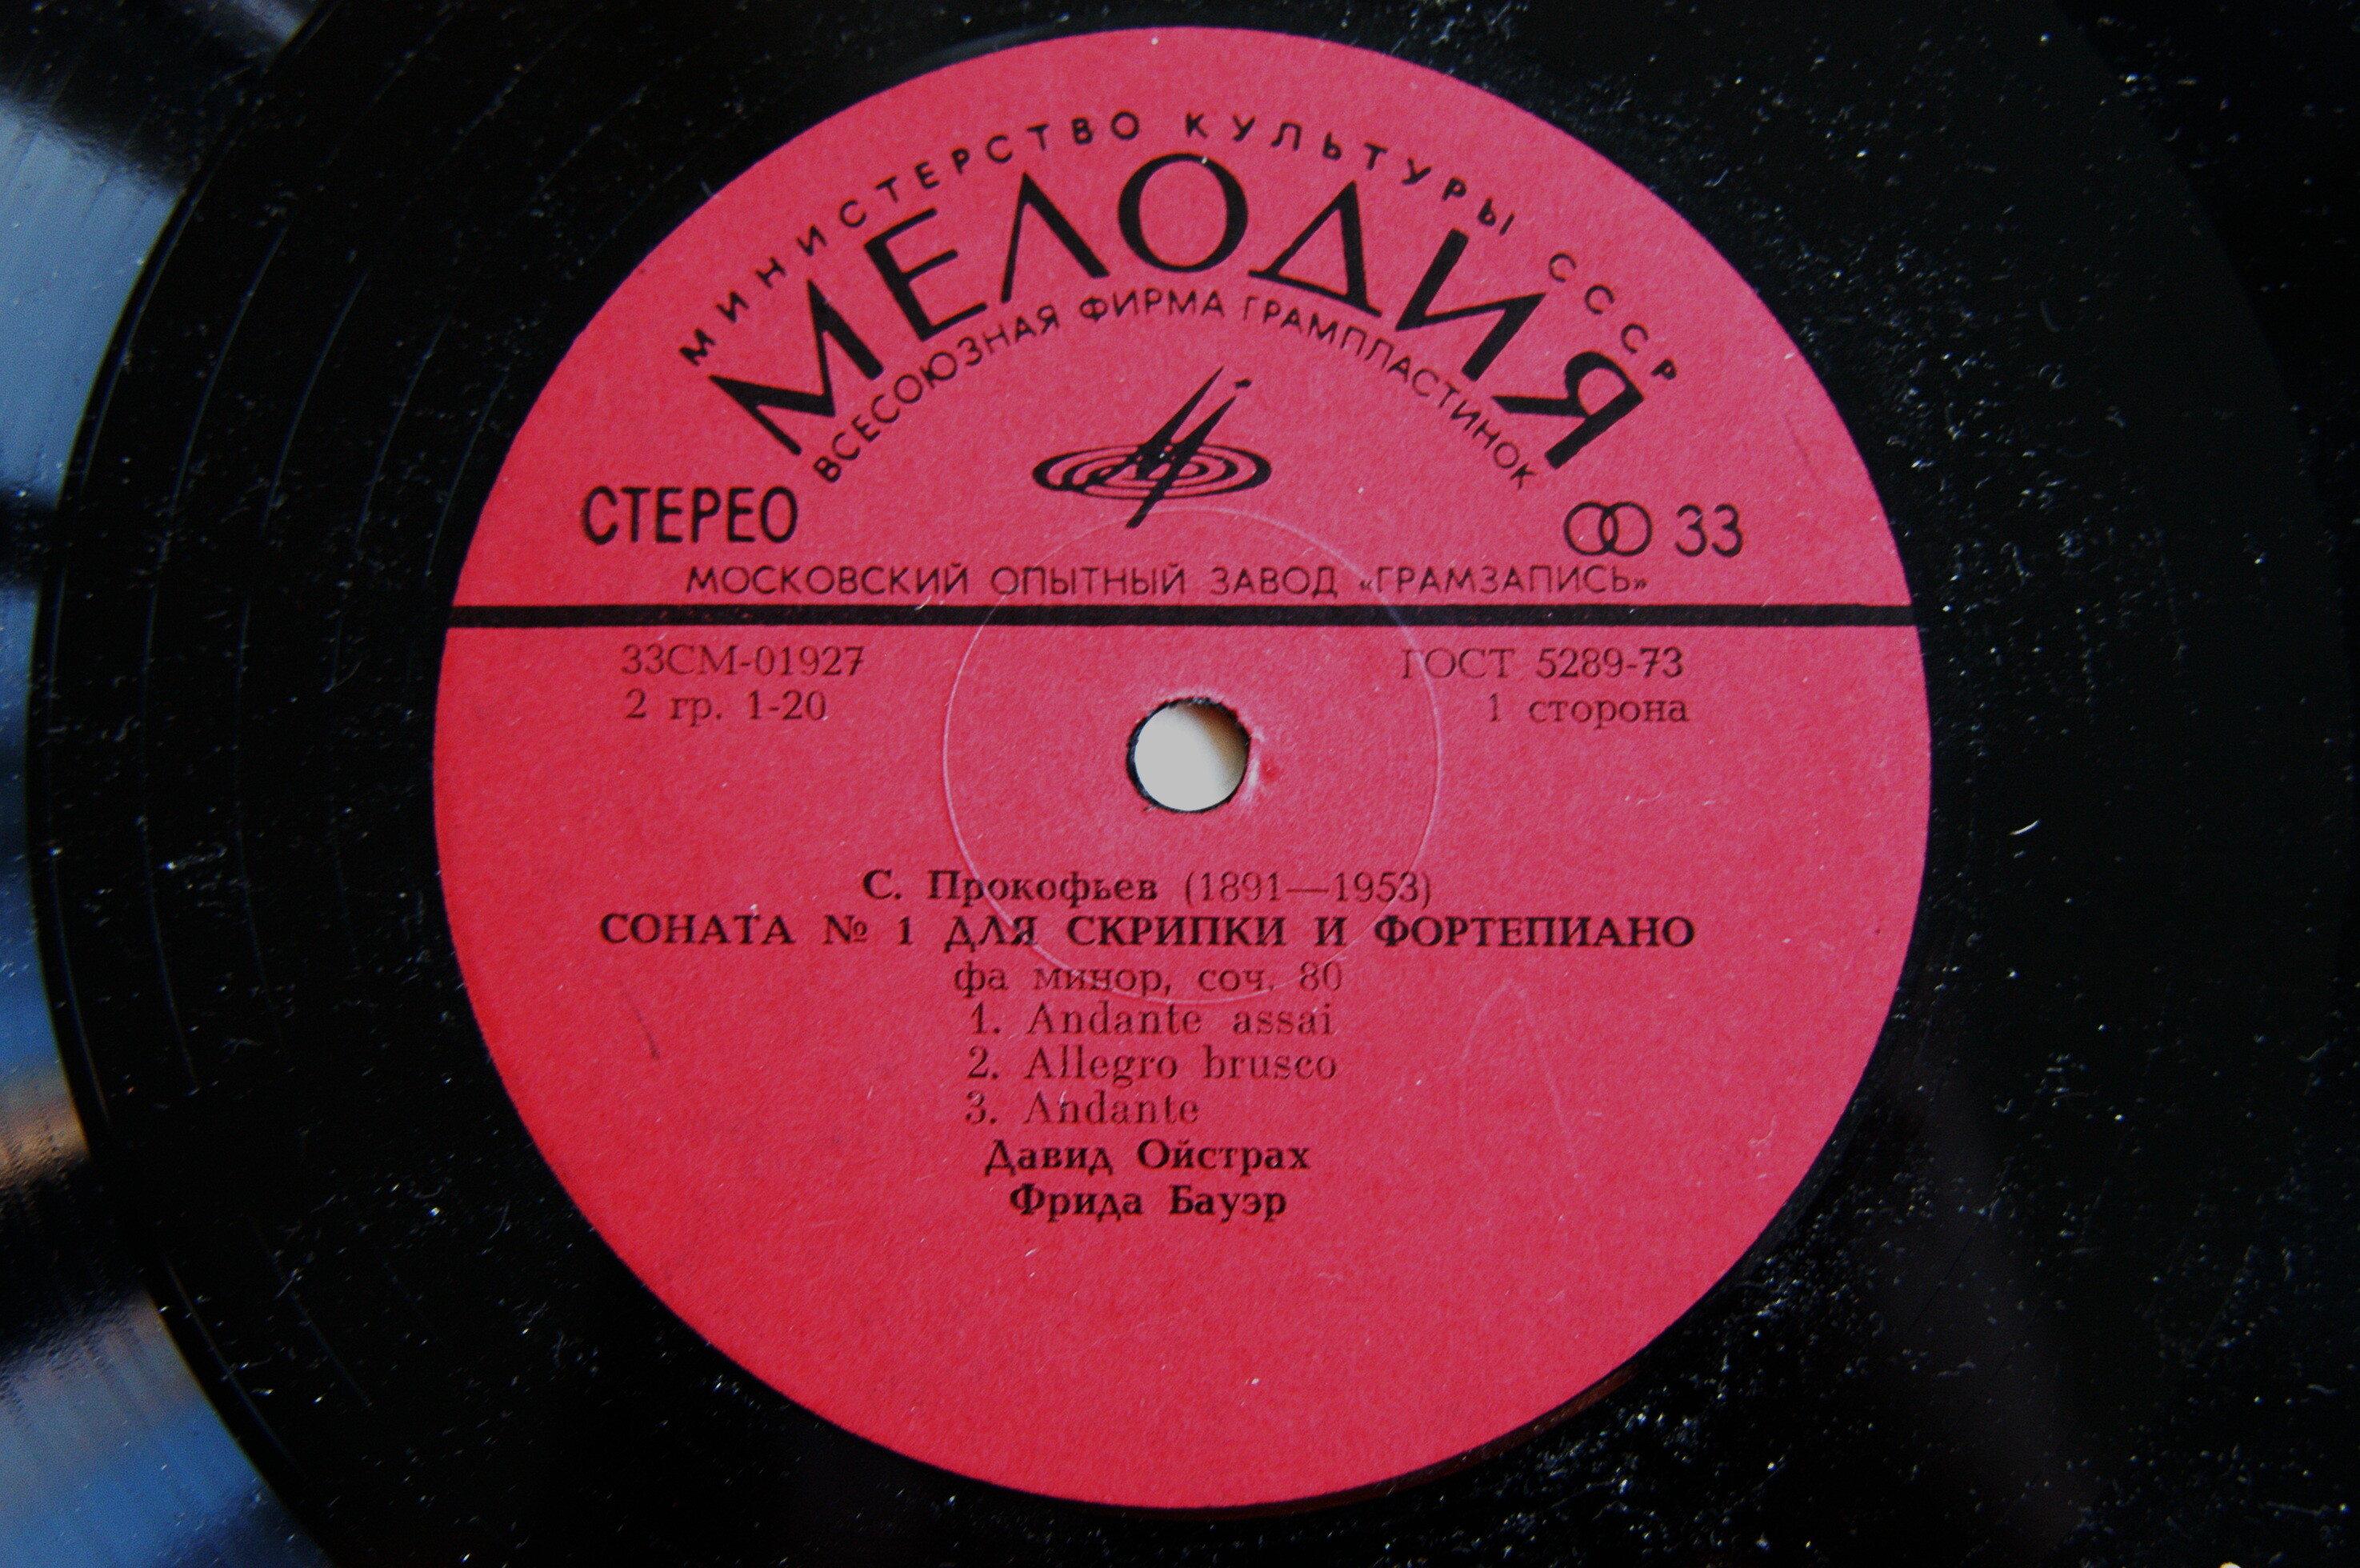 МИНИСТЕРСТВО КУЛЬТУРЫ СССР
МЕЛОДИЯ
ВСЕСОЮЗНАЯ ФИРМА ГРАМПЛАСТИНОК
СТЕРЕО
33
МОСКОВСКИЙ ОПЫТНЫЙ ЗАВОД «ГРАМЗАПИСЬ»
33СМ-01927
ГОСТ 5289-73
2 гр. 1-20
1 сторона
С. Прокофьев (1891—1953)
СОНАТА № 1 ДЛЯ СКРИПКИ И ФОРТЕПИАНО
фа минор, соч. 80
1. Andante assai
2. Allegro brusco
3. Andante
Давид Ойстрах
Фрида Бауэр